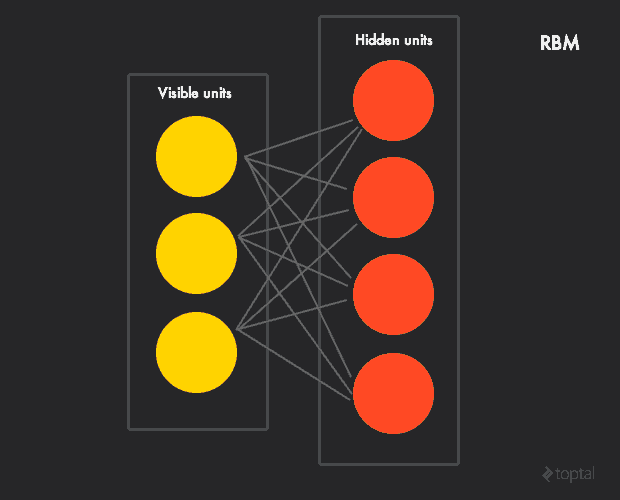 Hidden units
RBM
Visible units
toptal